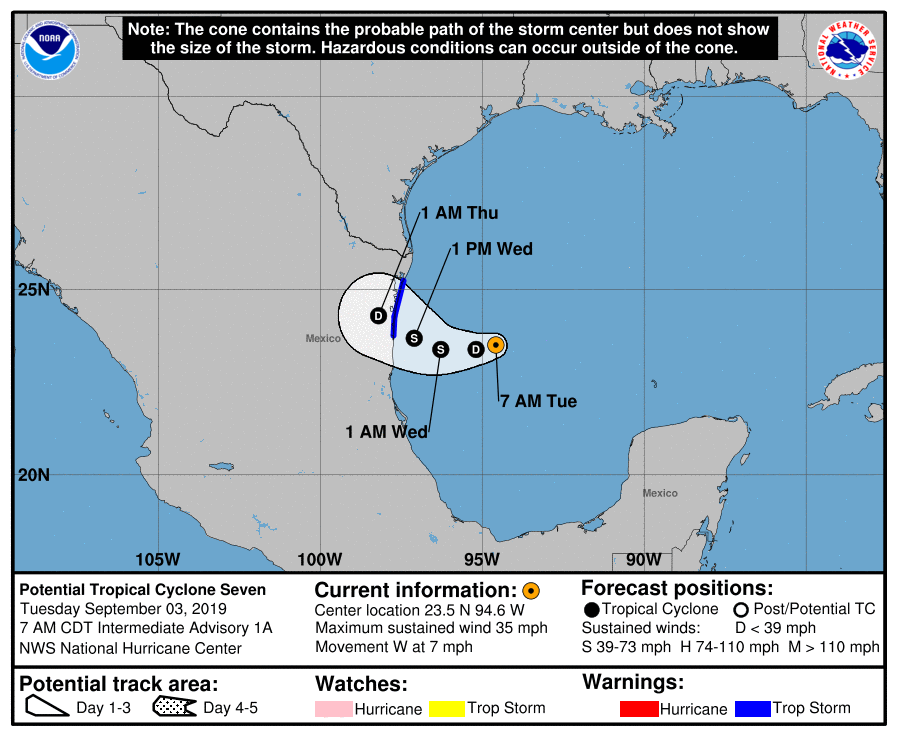 Note: The cone contains the probable path of the storm center but does not show
the size of the storm. Hazardous conditions can occur outside of the cone.
NOAA
NATIONAL WEATHER SERVICE
1 AM Thu
1 PM Wed
25N
D
S
S
D
Mexico
7 AM Tue
1 AM Wed
20N
Mexico
105W
100W
95W
90W
Potential Tropical Cyclone Seven
Tuesday September 03, 2019
7 AM CDT Intermediate Advisory 1A
NWS National Hurricane Center
Current information:
Center location 23.5 N 94.6 W
Maximum sustained wind 35 mph
Movement W at 7 mph
Forecast positions:
Tropical Cyclone Post/Potential TC
Sustained winds: D < 39 mph
S 39-73 mph H 74-110 mph M > 110 mph
Potential track area:
Day 1-3 Day 4-5
Watches:
Hurricane Trop Storm
Warnings:
Hurricane Trop Storm